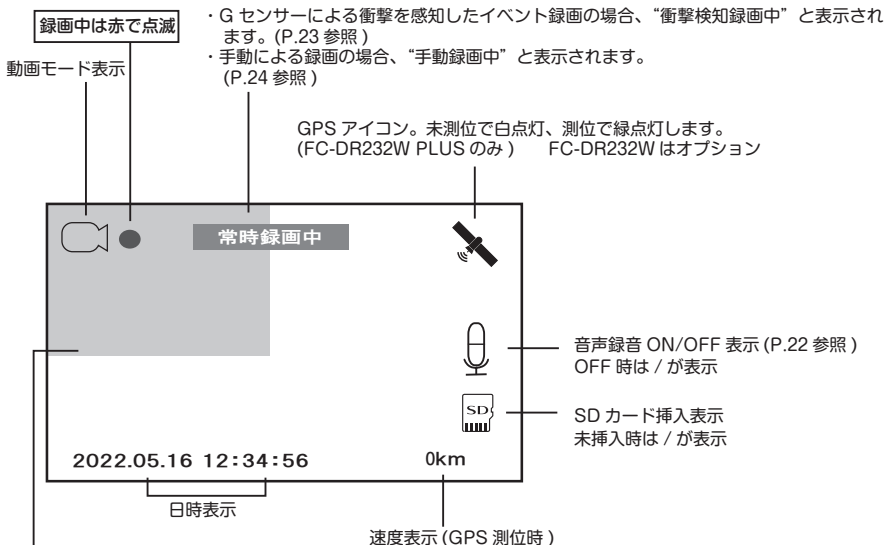 録画中は赤で点滅
・G センサーによる衝撃を感知したイベント録画の場合、“衝撃検知録画中” と表示され
ます。(P.23 参照 )
・手動による録画の場合、“手動録画中” と表示されます。
(P.24 参照 )
動画モード表示
GPS アイコン。未測位で白点灯、測位で緑点灯します。
(FC-DR232W PLUS のみ ) FC-DR232W はオプション
常時録画中
音声録音 ON/OFF 表示 (P.22 参照 )
OFF 時は / が表示
SD
SD カード挿入表示
未挿入時は / が表示
2022.05.16 12:34:56 0km
日時表示
速度表示 (GPS 測位時 )